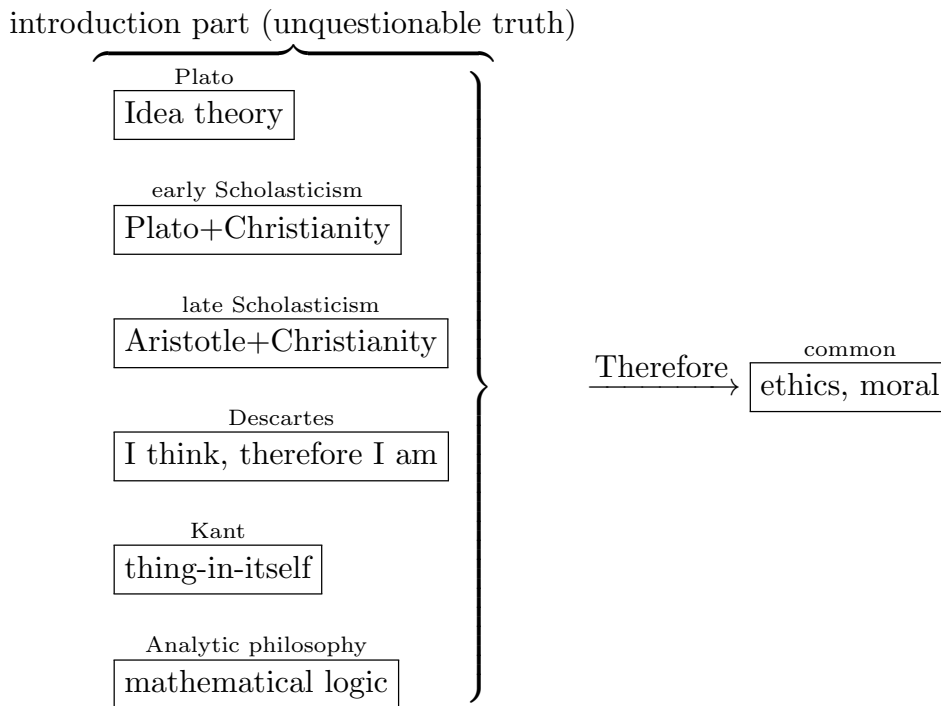 introduction part (unquestionable truth)
Plato
Idea theory
early Scholasticism
Plato+Christianity
late Scholasticism
Aristotle+Christianity
Descartes
I think, therefore I am
Kant
thing-in-itself
Analytic philosophy
mathematical logic
Therefore
common
ethics, moral